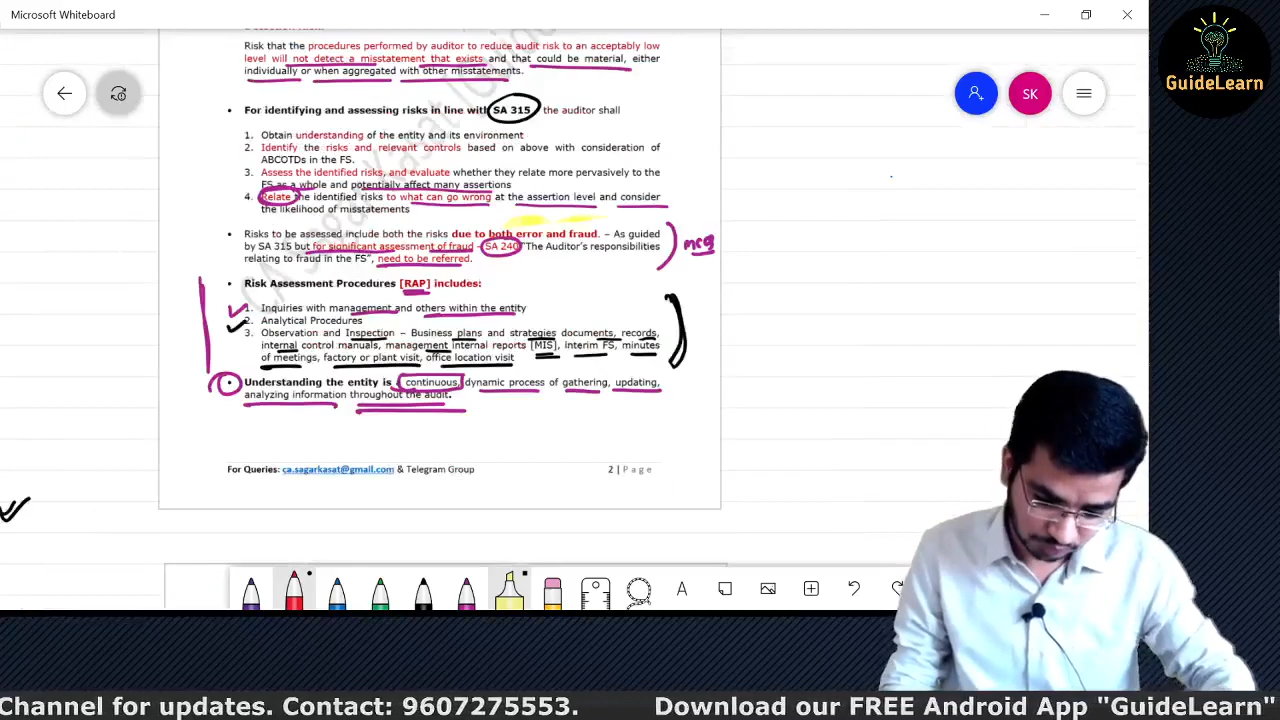 Microsoft Whiteboard
GuideLearn
SK
Risk that the procedures performed by auditor to reduce audit risk to an acceptably low
level will not detect a misstatement that exists and that could be material, either
individually or when aggregated with other misstatements.
• For identifying and assessing risks in line with SA 315 the auditor shall
1. Obtain understanding of the entity and its environment
2. Identify the risks and relevant controls based on above with consideration of
ABCOTDs in the FS.
3. Assess the identified risks, and evaluate whether they relate more pervasively to the
FS as a whole and potentially affect many assertions
4. Relate the identified risks to what can go wrong at the assertion level and consider
the likelihood of misstatements
• Risks to be assessed include both the risks due to both error and fraud. – As guided
by SA 315 but for significant assessment of fraud – SA 240 "The Auditor's responsibilities
relating to fraud in the FS", need to be referred.
mcq
• Risk Assessment Procedures [RAP] includes:
1. Inquiries with management and others within the entity
2. Analytical Procedures
3. Observation and Inspection – Business plans and strategies documents, records,
internal control manuals, management internal reports [MIS], Interim FS, minutes
of meetings, factory or plant visit, office location visit
• Understanding the entity is continuous, dynamic process of gathering, updating,
analyzing information throughout the audit.
For Queries: ca.sagarkasat@gmail.com & Telegram Group
2 | Page
Channel for updates. Contact: 9607275553.
Download our FREE Android App "GuideLearn"